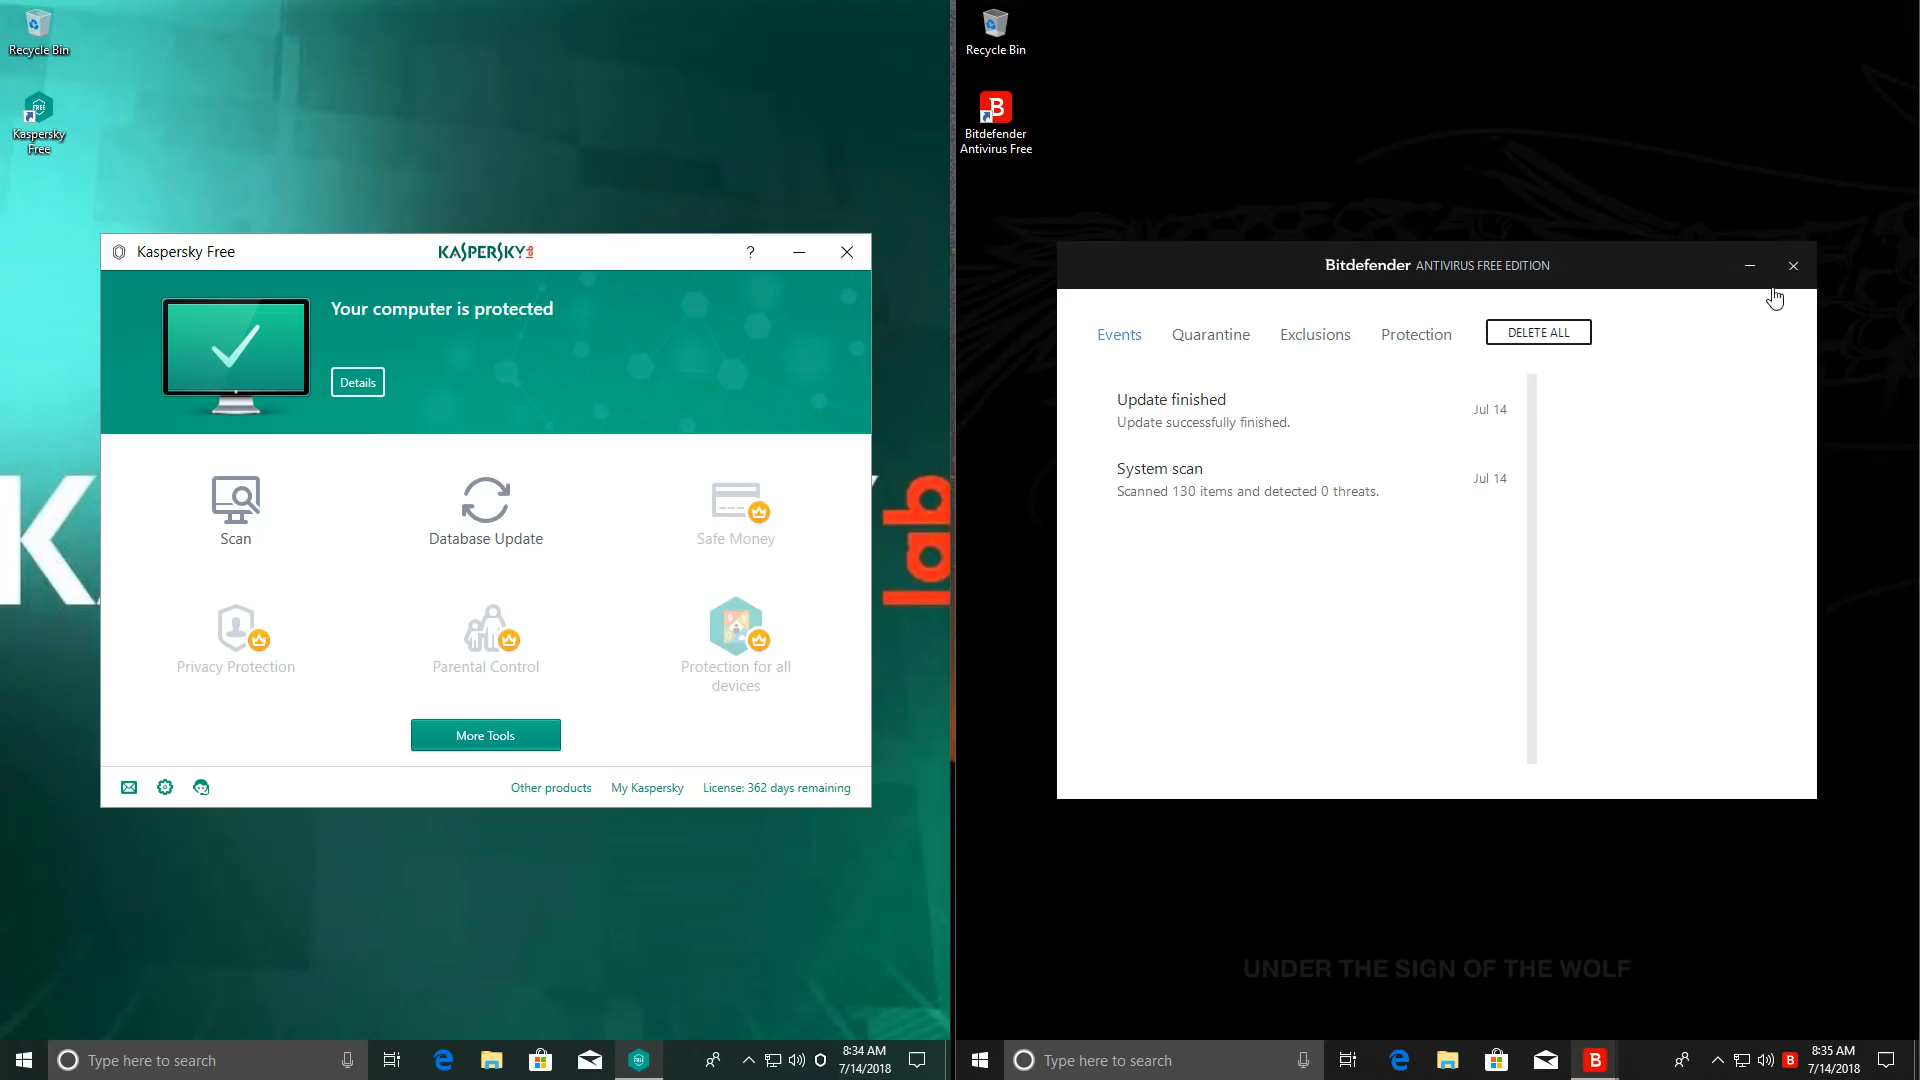 Recycle Bin
Kaspersky
Free
Kaspersky Free
KASPERSKY lab
?
Your computer is protected
Details
Scan
Database Update
Safe Money
Privacy Protection
Parental Control
Protection for all
devices
More Tools
Other products
My Kaspersky
License: 362 days remaining
K
lab
Type here to search
8:34 AM
7/14/2018
Recycle Bin
Bitdefender
Antivirus Free
Bitdefender ANTIVIRUS FREE EDITION
Events
Quarantine
Exclusions
Protection
DELETE ALL
Update finished
Update successfully finished.
Jul 14
System scan
Scanned 130 items and detected 0 threats.
Jul 14
UNDER THE SIGN OF THE WOLF
Type here to search
8:35 AM
7/14/2018